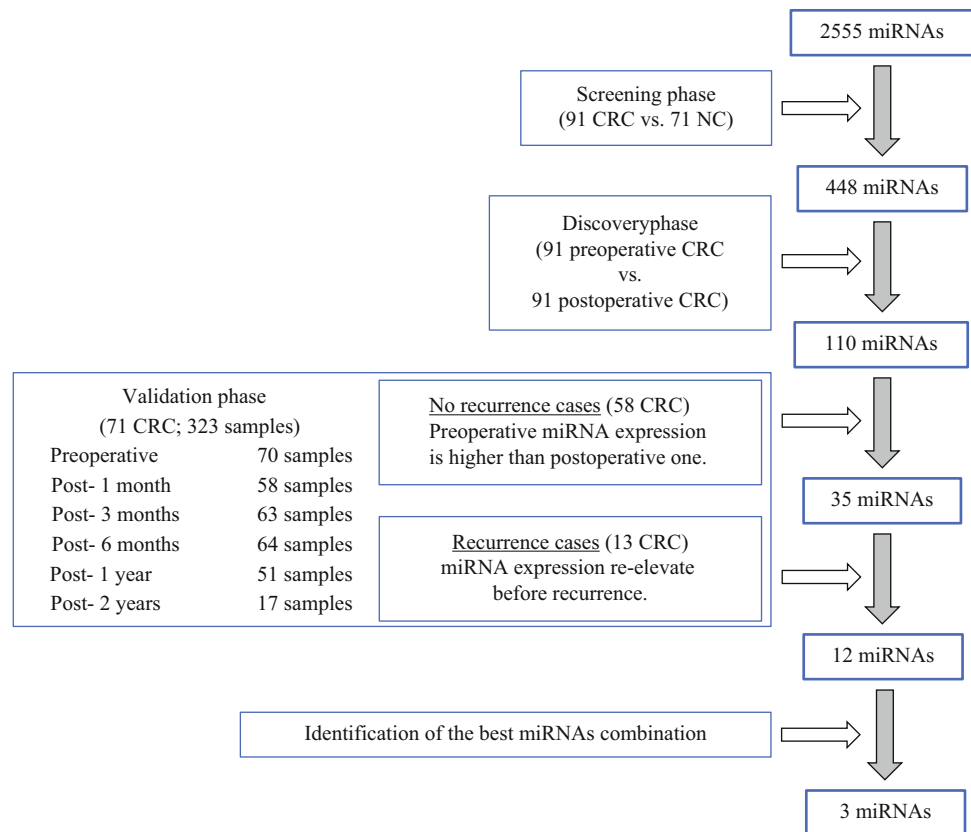 2555 miRNAs
Screening phase
(91 CRC vs. 71 NC)
448 miRNAs
Discoveryphase
(91 preoperative CRC
vs.
91 postoperative CRC)
110 miRNAs
Validation phase
(71 CRC; 323 samples)
Preoperative 70 samples
Post- 1 month 58 samples
Post- 3 months 63 samples
Post- 6 months 64 samples
Post- 1 year 51 samples
Post- 2 years 17 samples
No recurrence cases (58 CRC)
Preoperative miRNA expression
is higher than postoperative one.
35 miRNAs
Recurrence cases (13 CRC)
miRNA expression re-elevate
before recurrence.
12 miRNAs
Identification of the best miRNAs combination
3 miRNAs